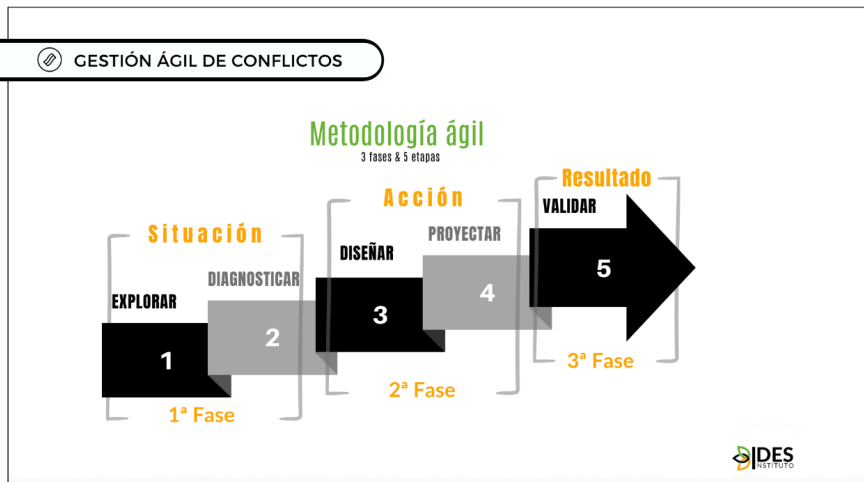 GESTIÓN ÁGIL DE CONFLICTOS
Metodología ágil
3 fases & 5 etapas
Situación
Acción
Resultado
EXPLORAR
DIAGNOSTICAR
DISEÑAR
PROYECTAR
VALIDAR
1
2
3
4
5
1ª Fase
2ª Fase
3ª Fase
IDES
INSTITUTO